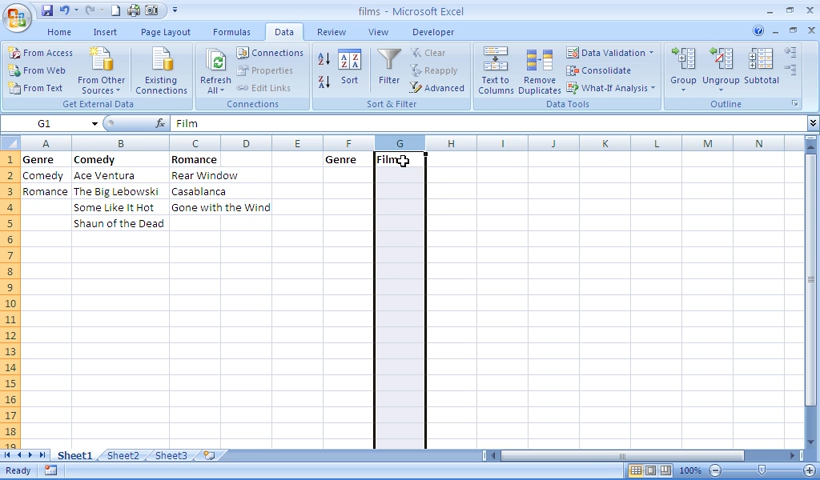 films - Microsoft Excel
Home Insert Page Layout Formulas Data Review View Developer
From Access
From Web
From Text
From Other Sources
Existing Connections
Get External Data
Refresh All
Connections
Properties
Edit Links
Connections
A Z
Z A
Sort
Filter
Clear
Reapply
Advanced
Sort & Filter
Text to Columns
Remove Duplicates
Data Validation
Consolidate
What-If Analysis
Data Tools
Group
Ungroup
Subtotal
Outline
G1 fx Film
A B C D E F G H I J K L M N
1 Genre Comedy Romance Genre Film
2 Comedy Ace Ventura Rear Window
3 Romance The Big Lebowski Casablanca
4 Some Like It Hot Gone with the Wind
5 Shaun of the Dead
6
7
8
9
10
11
12
13
14
15
16
17
18
19
Sheet1 Sheet2 Sheet3
Ready 100%